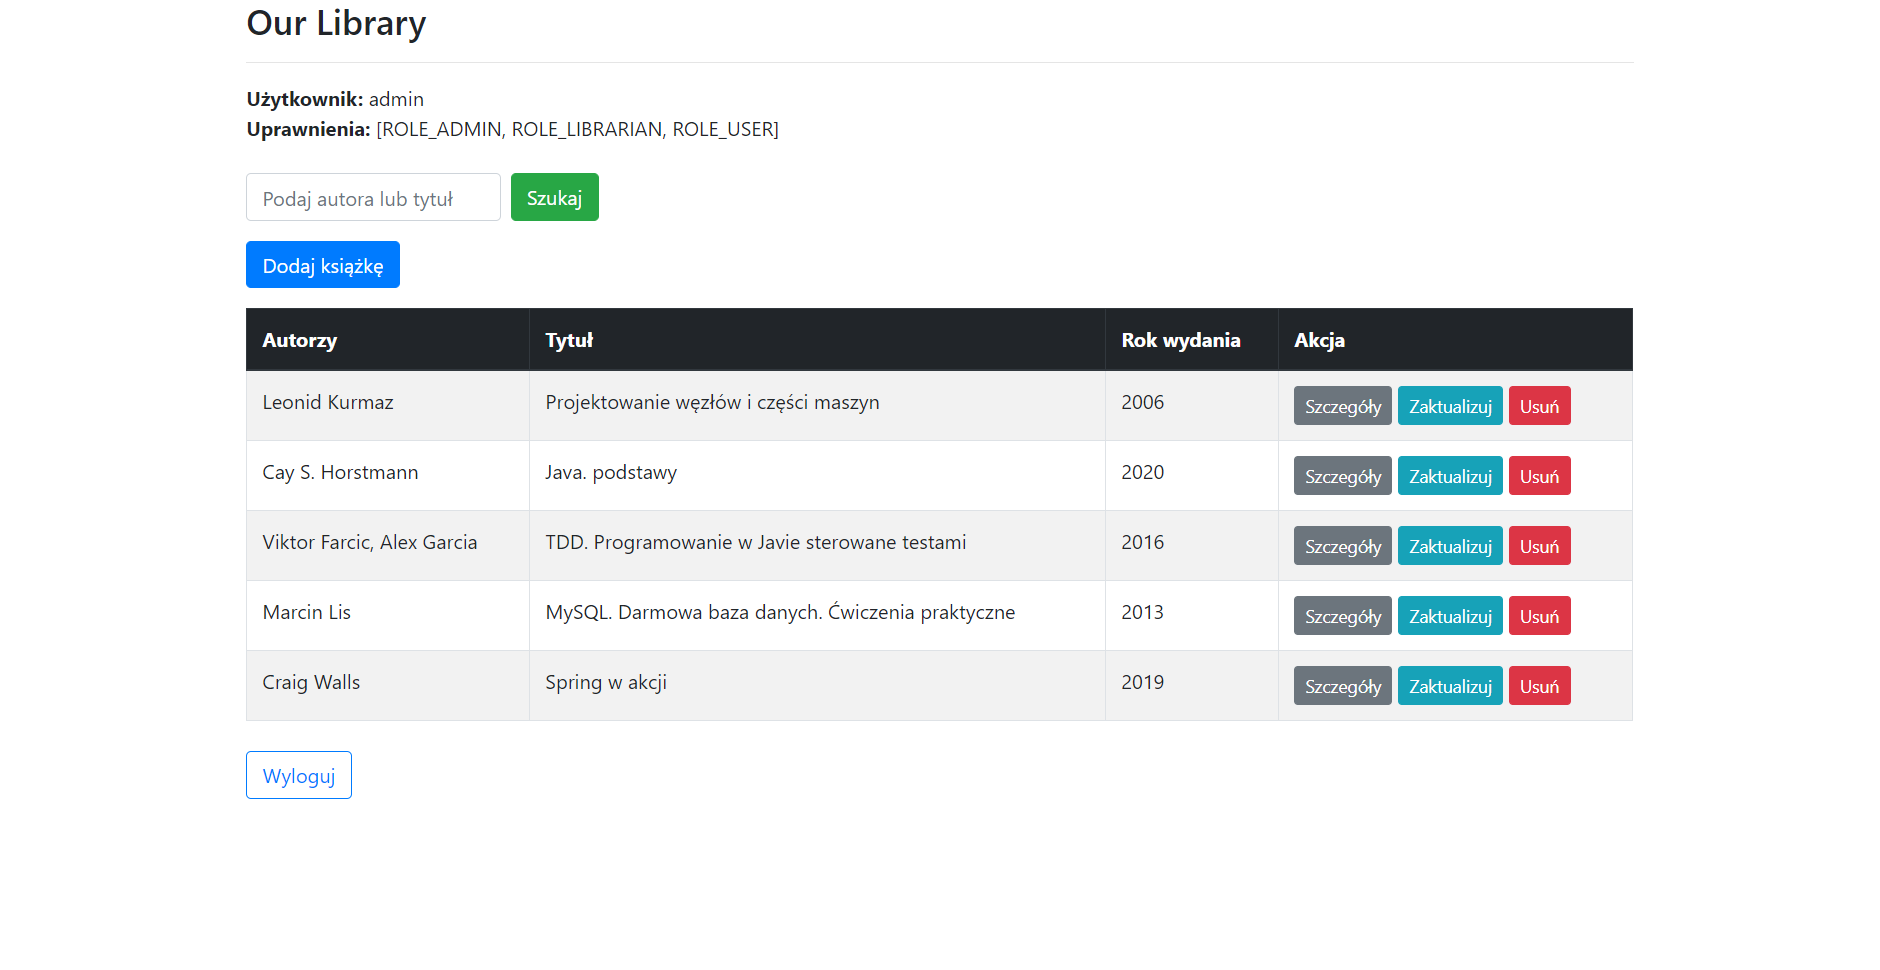 Our Library
Użytkownik: admin
Uprawnienia: [ROLE_ADMIN, ROLE_LIBRARIAN, ROLE_USER]
Podaj autora lub tytuł Szukaj
Dodaj książkę
Autorzy Tytuł Rok wydania Akcja
Leonid Kurmaz Projektowanie węzłów i części maszyn 2006 Szczegóły Zaktualizuj Usuń
Cay S. Horstmann Java. podstawy 2020 Szczegóły Zaktualizuj Usuń
Viktor Farcic, Alex Garcia TDD. Programowanie w Javie sterowane testami 2016 Szczegóły Zaktualizuj Usuń
Marcin Lis MySQL. Darmowa baza danych. Ćwiczenia praktyczne 2013 Szczegóły Zaktualizuj Usuń
Craig Walls Spring w akcji 2019 Szczegóły Zaktualizuj Usuń
Wyloguj